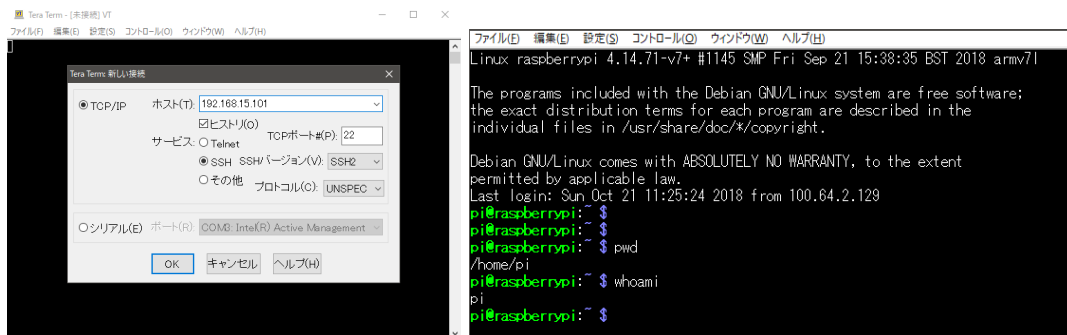 Tera Term - [未接続] VT
ファイル(F) 編集(E) 設定(S) コントロール(O) ウィンドウ(W) ヘルプ(H)
Tera Term: 新しい接続
TCP/IP
ホスト(T): 192.168.15.101
ヒストリ(O)
サービス: Telnet
TCPポート#(P): 22
SSH SSHバージョン(V): SSH2
その他 プロトコル(C): UNSPEC
シリアル(E) ポート(R): COM3: Intel(R) Active Management
OK キャンセル ヘルプ(H)
ファイル(F) 編集(E) 設定(S) コントロール(O) ウィンドウ(W) ヘルプ(H)
Linux raspberrypi 4.14.71-v7+ #1145 SMP Fri Sep 21 15:38:35 BST 2018 armv7l
The programs included with the Debian GNU/Linux system are free software;
the exact distribution terms for each program are described in the
individual files in /usr/share/doc/*/copyright.
Debian GNU/Linux comes with ABSOLUTELY NO WARRANTY, to the extent
permitted by applicable law.
Last login: Sun Oct 21 11:25:24 2018 from 100.64.2.129
pi@raspberrypi:~ $
pi@raspberrypi:~ $
pi@raspberrypi:~ $ pwd
/home/pi
pi@raspberrypi:~ $ whoami
pi
pi@raspberrypi:~ $